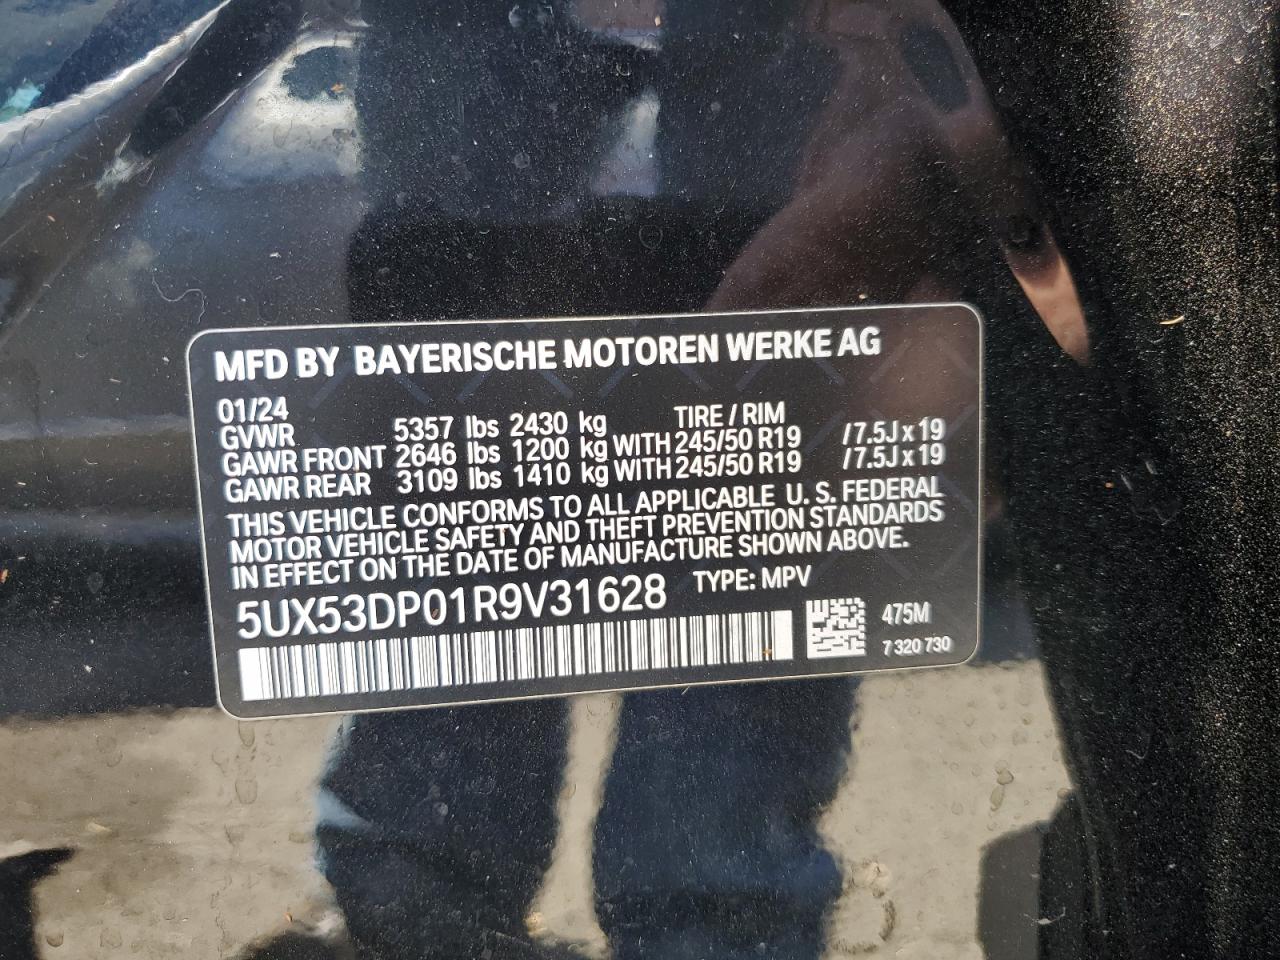 MFD BY BAYERISCHE MOTOREN WERKE AG
01/24
GVWR 5357 lbs 2430 kg TIRE / RIM
GAWR FRONT 2646 lbs 1200 kg WITH 245/50 R19 /7.5J x 19
GAWR REAR 3109 lbs 1410 kg WITH 245/50 R19 /7.5J x 19
THIS VEHICLE CONFORMS TO ALL APPLICABLE U. S. FEDERAL
MOTOR VEHICLE SAFETY AND THEFT PREVENTION STANDARDS
IN EFFECT ON THE DATE OF MANUFACTURE SHOWN ABOVE.
5UX53DP01R9V31628 TYPE: MPV
475M
7 320 730